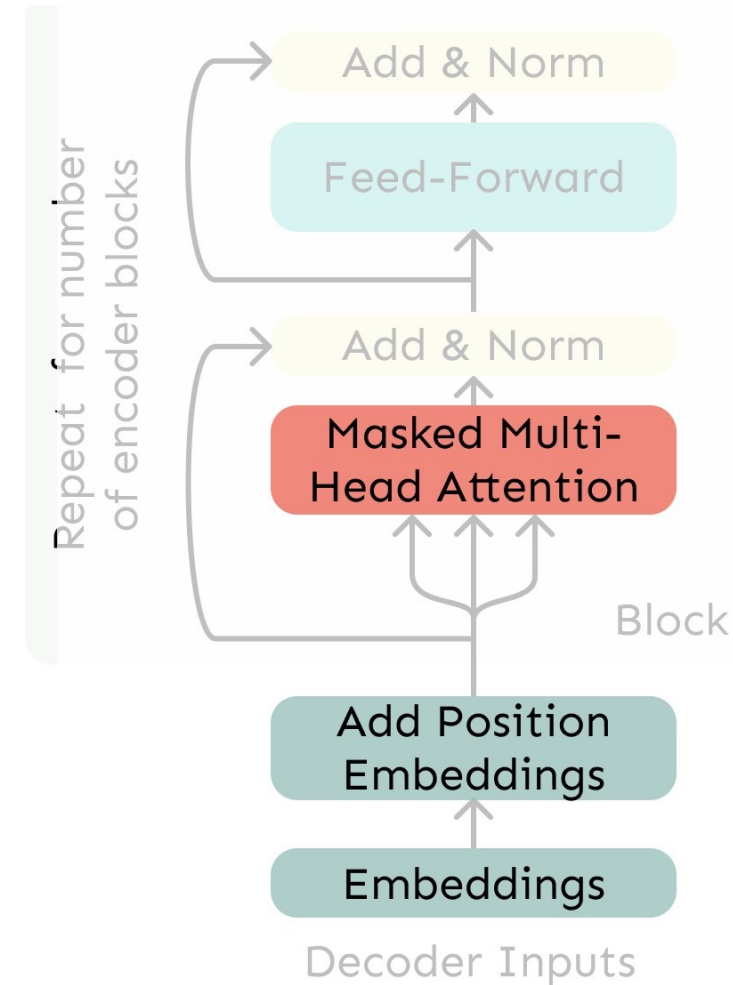 Add & Norm
Feed-Forward
Repeat for number
of encoder blocks
Add & Norm
Masked Multi-
Head Attention
Block
Add Position
Embeddings
Embeddings
Decoder Inputs